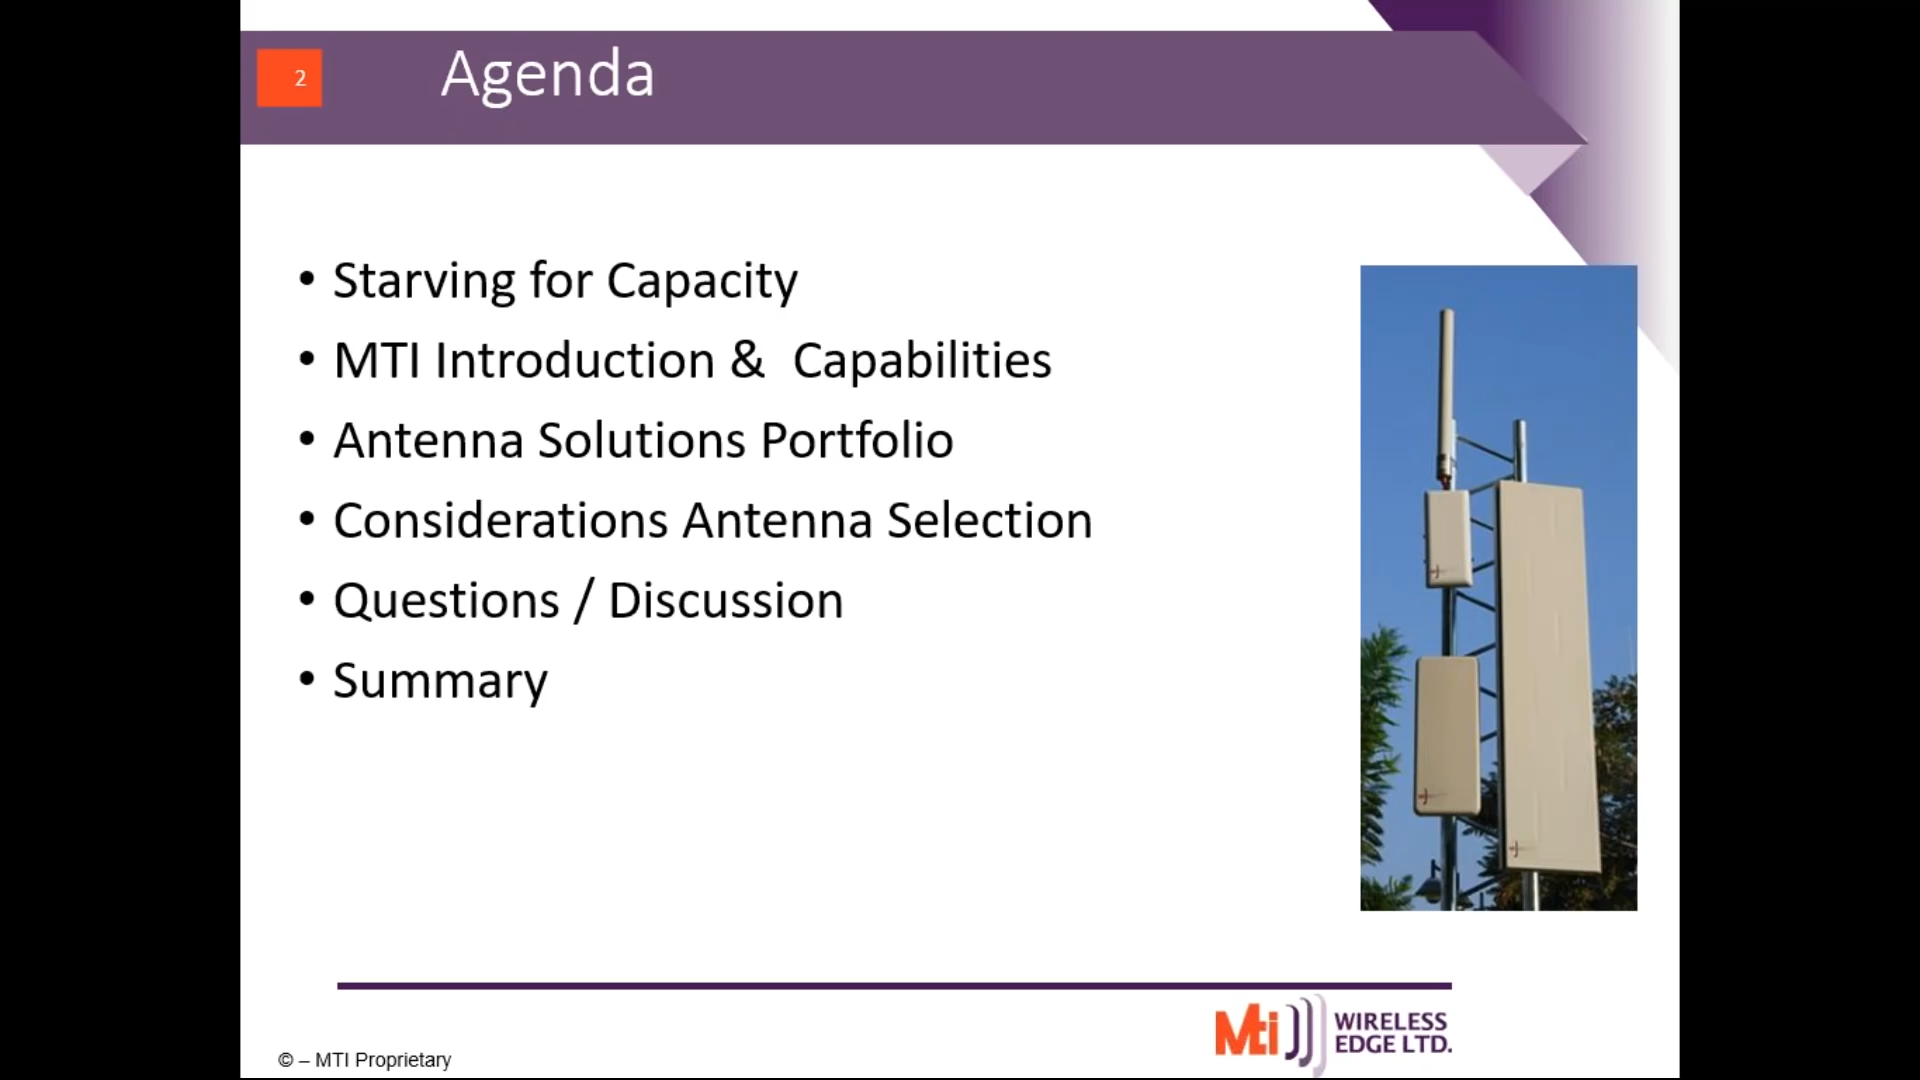 2
Agenda
• Starving for Capacity
• MTI Introduction &  Capabilities
• Antenna Solutions Portfolio
• Considerations Antenna Selection
• Questions / Discussion
• Summary
Mti WIRELESS
EDGE LTD.
© – MTI Proprietary